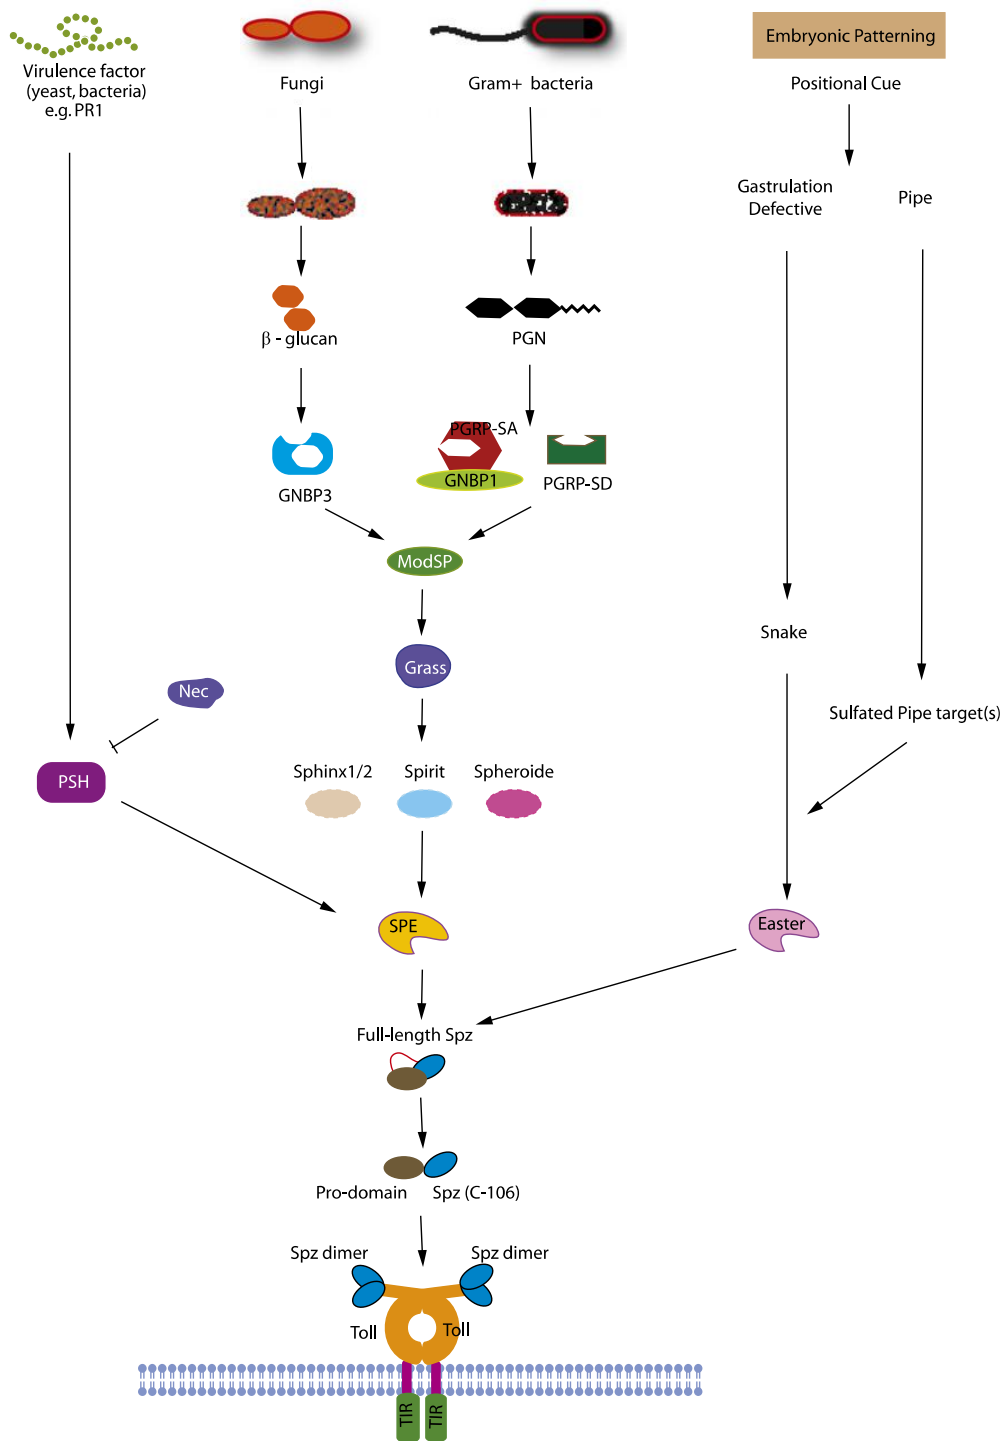 Virulence factor
(yeast, bacteria)
e.g. PR1
Fungi
Gram+ bacteria
Embryonic Patterning
Positional Cue
Gastrulation
Defective
Pipe
β - glucan
PGN
PGRP-SA
GNBP1
PGRP-SD
GNBP3
ModSP
Snake
Grass
Nec
Sulfated Pipe target(s)
PSH
Sphinx1/2
Spirit
Spheroide
SPE
Easter
Full-length Spz
Pro-domain
Spz (C-106)
Spz dimer
Spz dimer
Toll
Toll
TIR
TIR